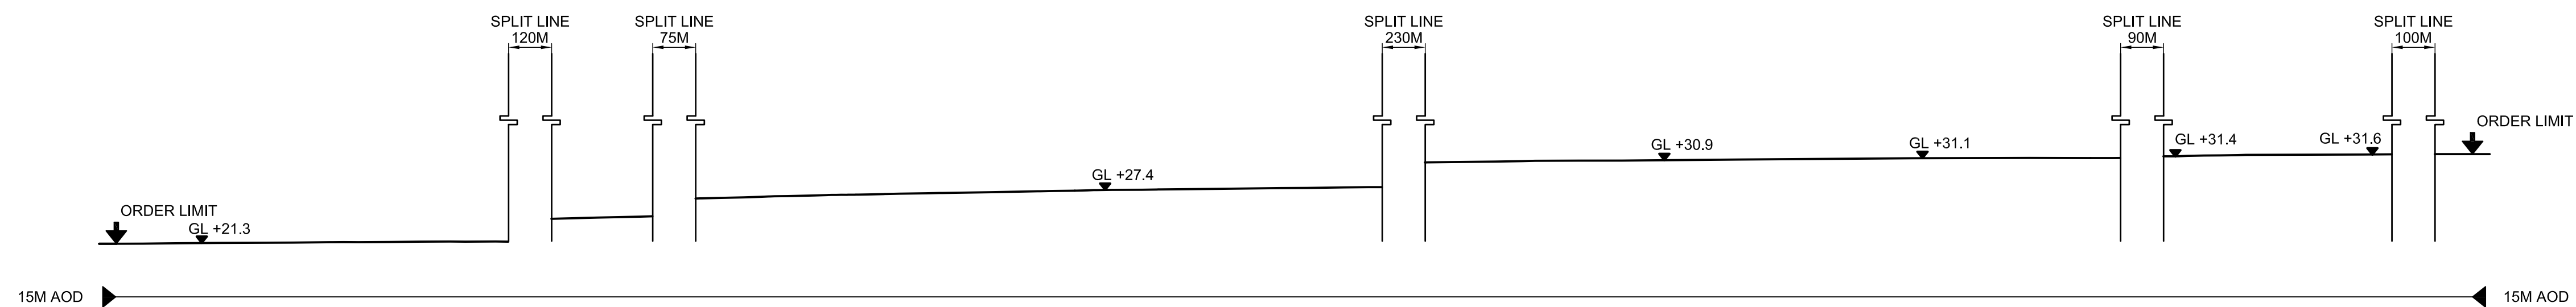 SPLIT LINE
120M
SPLIT LINE
75M
SPLIT LINE
230M
SPLIT LINE
90M
SPLIT LINE
100M
ORDER LIMIT
GL +21.3
GL +27.4
GL +30.9
GL +31.1
GL +31.4
GL +31.6
ORDER LIMIT
15M AOD
15M AOD